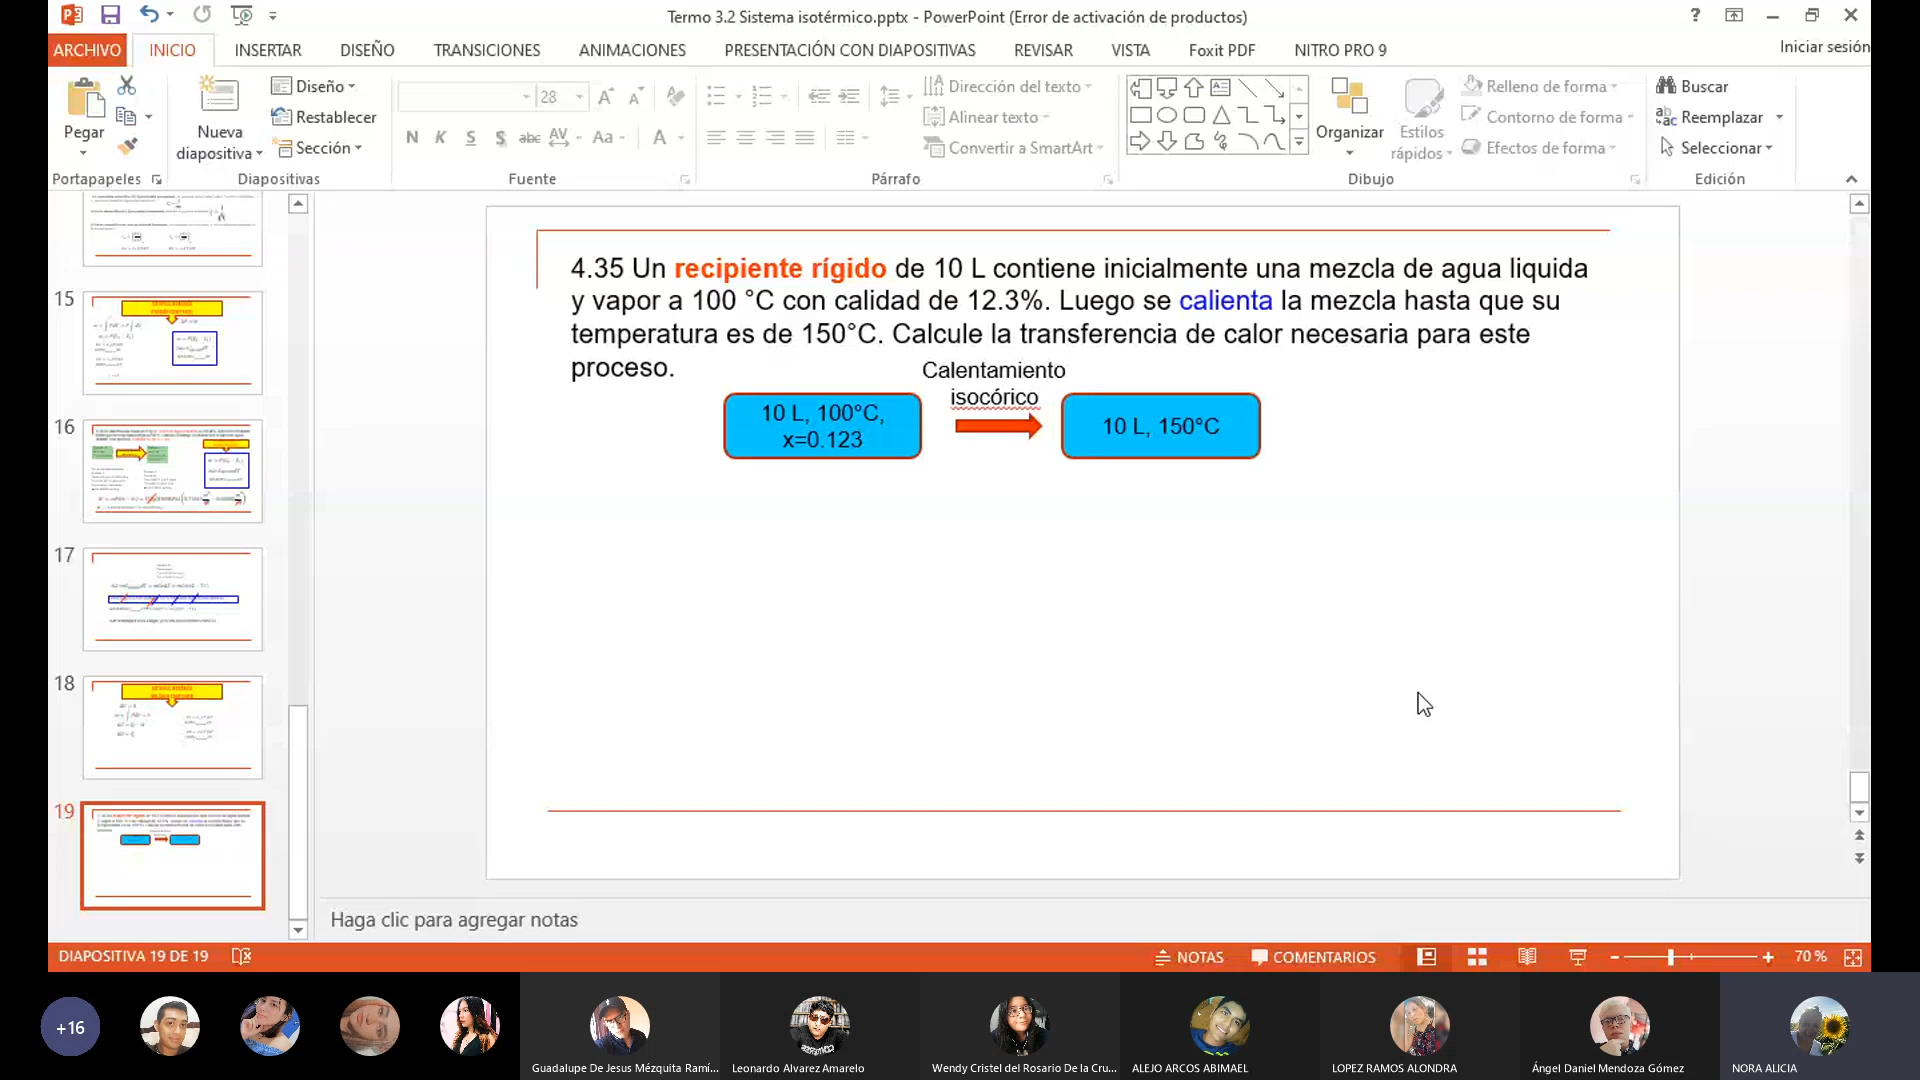 Termo 3.2 Sistema isotérmico.pptx - PowerPoint (Error de activación de productos)
ARCHIVO INICIO INSERTAR DISEÑO TRANSICIONES ANIMACIONES PRESENTACIÓN CON DIAPOSITIVAS REVISAR VISTA Foxit PDF NITRO PRO 9 Iniciar sesión
Pegar
Nueva diapositiva
Diseño
Restablecer
Sección
28
N K S S abc AV Aa A
Dirección del texto
Alinear texto
Convertir a SmartArt
Organizar
Estilos rápidos
Relleno de forma
Contorno de forma
Efectos de forma
Buscar
Reemplazar
Seleccionar
Portapapeles Diapositivas Fuente Párrafo Dibujo Edición
15
16
17
18
19
4.35 Un recipiente rígido de 10 L contiene inicialmente una mezcla de agua liquida
y vapor a 100 °C con calidad de 12.3%. Luego se calienta la mezcla hasta que su
temperatura es de 150°C. Calcule la transferencia de calor necesaria para este
proceso.
Calentamiento
isocórico
10 L, 100°C,
x=0.123
10 L, 150°C
Haga clic para agregar notas
DIAPOSITIVA 19 DE 19 NOTAS COMENTARIOS 70 %
+16
Guadalupe De Jesus Mézquita Ramí...
Leonardo Alvarez Amarelo
Wendy Cristel del Rosario De la Cru...
ALEJO ARCOS ABIMAEL
LOPEZ RAMOS ALONDRA
Ángel Daniel Mendoza Gómez
NORA ALICIA